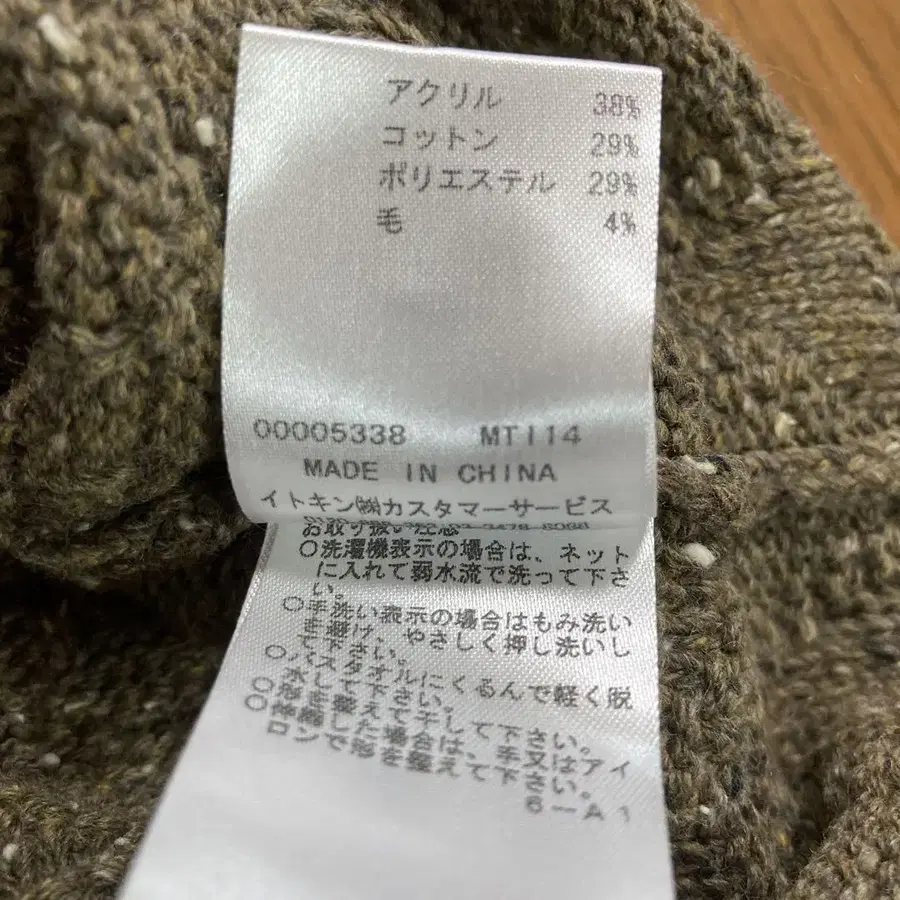 アクリル 38%
コットン 29%
ポリエステル 29%
毛 4%
00005338 MT114
MADE IN CHINA
イトキン㈱カスタマーサービス
お取り扱い注意
○洗濯機表示の場合は、ネット
に入れて弱水流で洗って下さ
い。
○手洗い表示の場合はもみ洗い
を避け、やさしく押し洗いし
て下さい。
○バスタオルにくるんで軽く脱
水して下さい。
○形を整えて干して下さい。
○伸縮した場合は、手又はアイ
ロンで形を整えて下さい。
6-A1